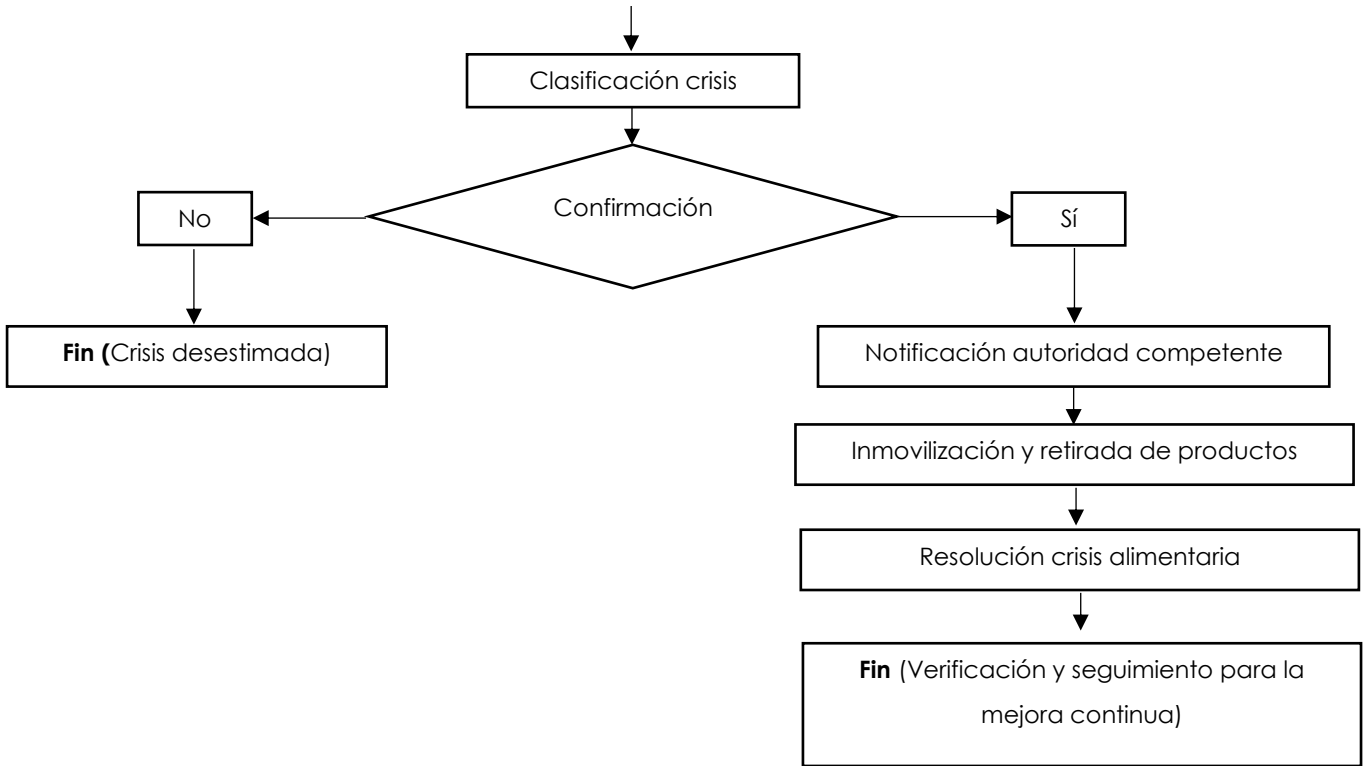 Clasificación crisis
Confirmación
No
Sí
Fin (Crisis desestimada)
Notificación autoridad competente
Inmovilización y retirada de productos
Resolución crisis alimentaria
Fin (Verificación y seguimiento para la
mejora continua)